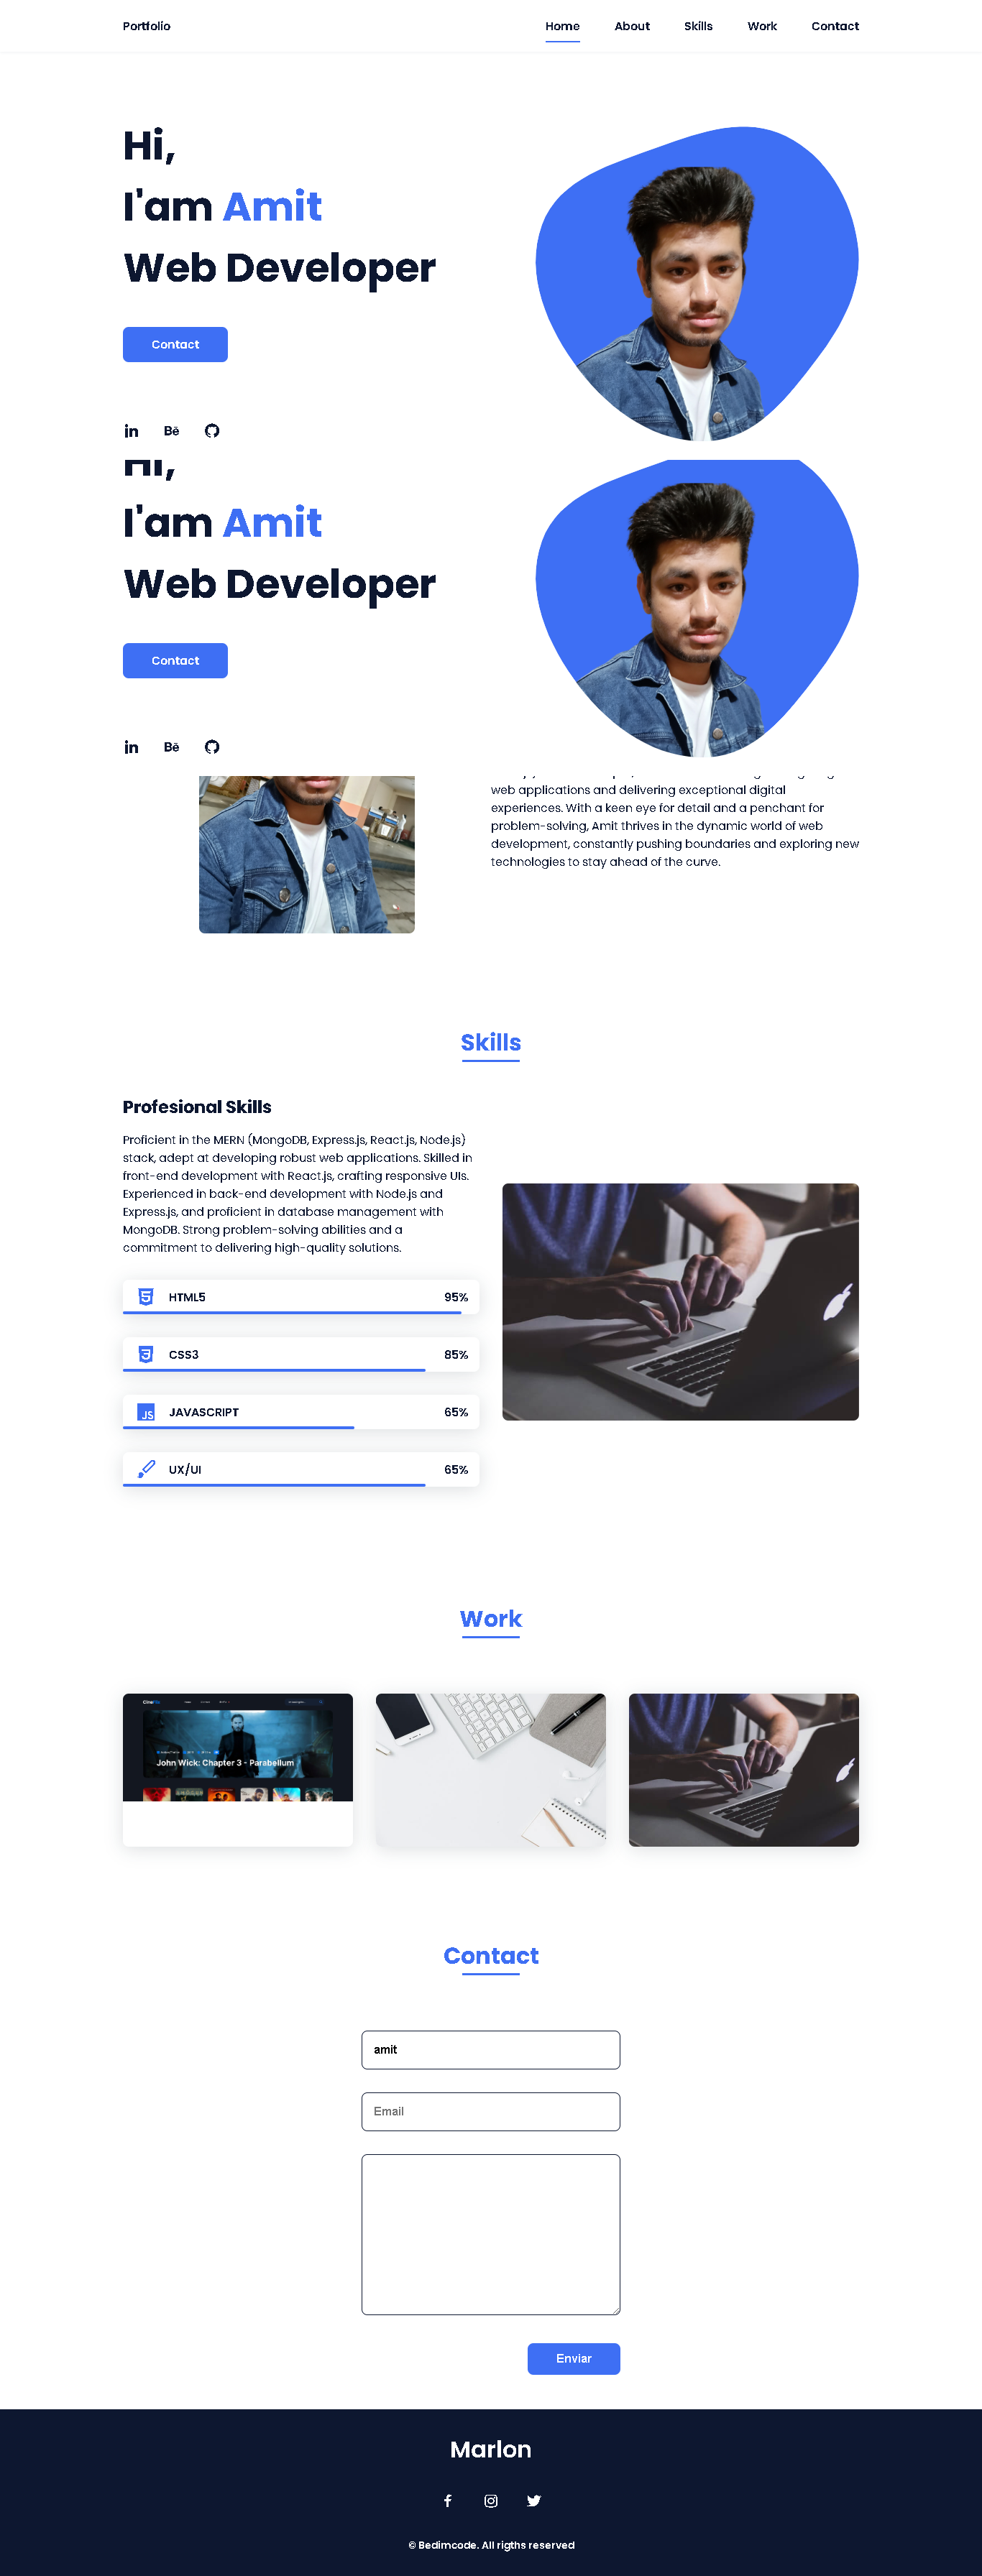 Portfolio
Home About Skills Work Contact
Hi,
I'am Amit
Web Developer
Contact
in Bē
Hi,
I'am Amit
Web Developer
Contact
in Bē
web applications and delivering exceptional digital
experiences. With a keen eye for detail and a penchant for
problem-solving, Amit thrives in the dynamic world of web
development, constantly pushing boundaries and exploring new
technologies to stay ahead of the curve.
Skills
Profesional Skills
Proficient in the MERN (MongoDB, Express.js, React.js, Node.js)
stack, adept at developing robust web applications. Skilled in
front-end development with React.js, crafting responsive UIs.
Experienced in back-end development with Node.js and
Express.js, and proficient in database management with
MongoDB. Strong problem-solving abilities and a
commitment to delivering high-quality solutions.
HTML5 95%
CSS3 85%
JS JAVASCRIPT 65%
UX/UI 65%
Work
John Wick: Chapter 3 - Parabellum
Contact
amit
Email
Enviar
Marlon
© Bedimcode. All rigths reserved